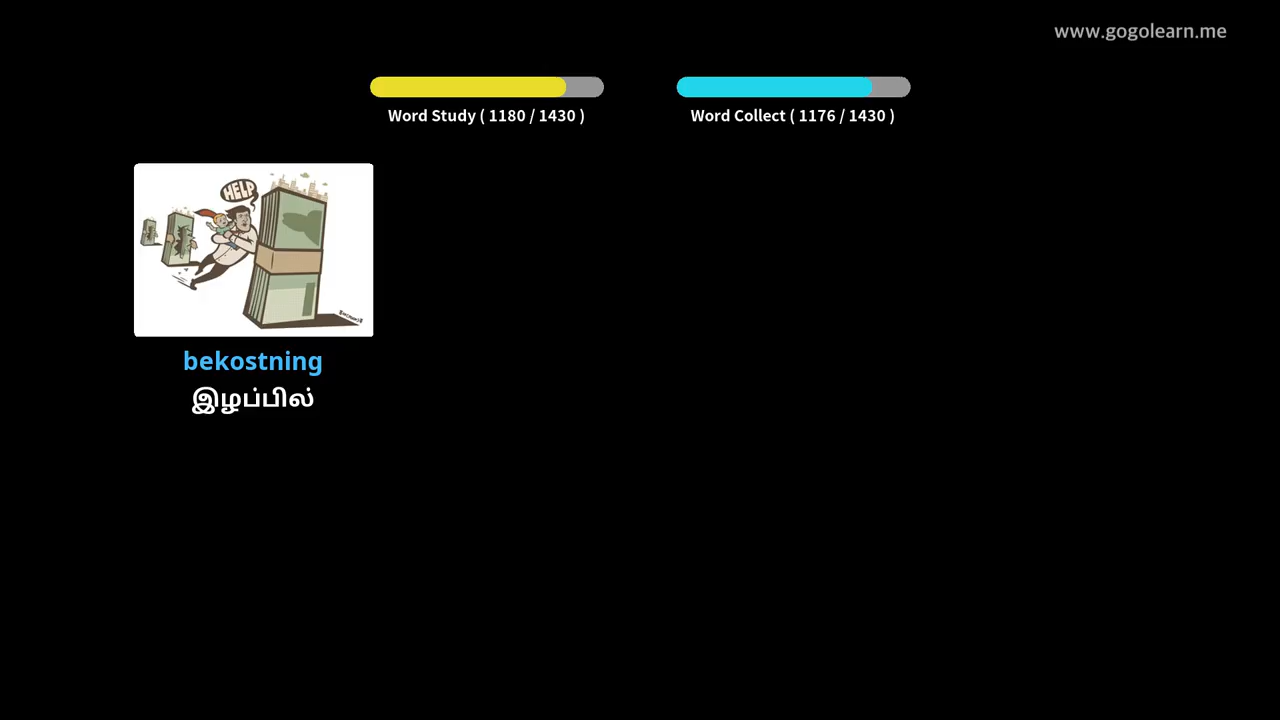 www.gogolearn.me
Word Study ( 1180 / 1430 )
Word Collect ( 1176 / 1430 )
HELP
bekostning
இழப்பில்